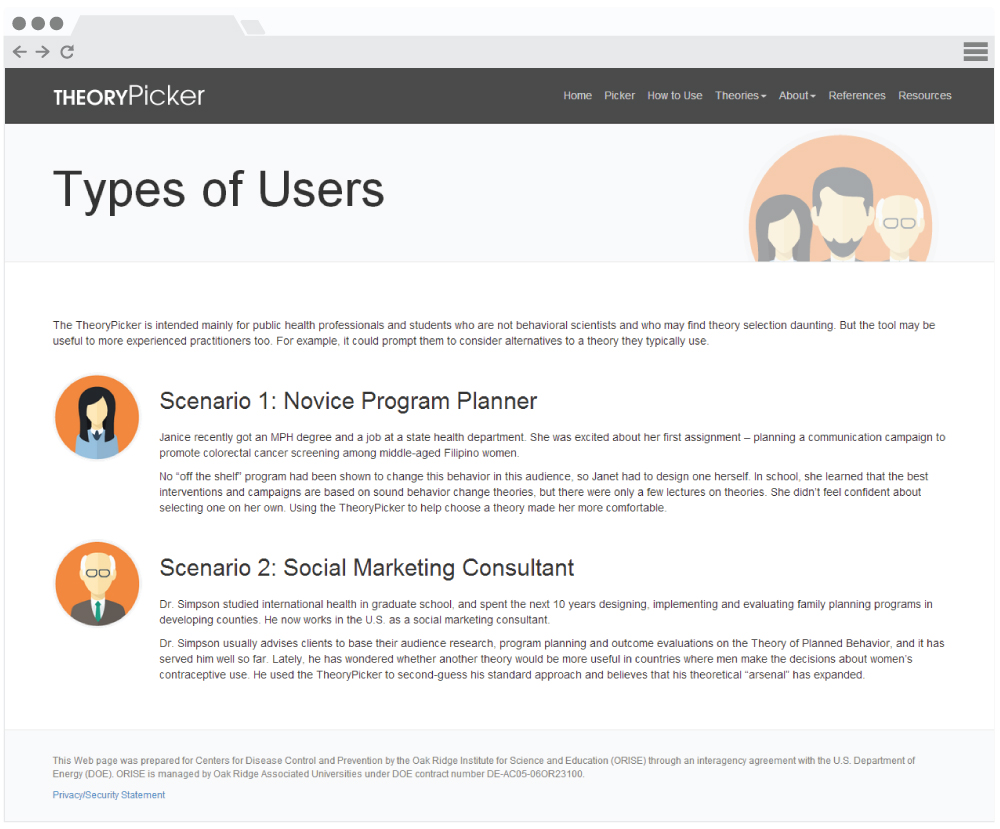 THEORYPicker
Home Picker How to Use Theories About References Resources
Types of Users
The TheoryPicker is intended mainly for public health professionals and students who are not behavioral scientists and who may find theory selection daunting. But the tool may be
useful to more experienced practitioners too. For example, it could prompt them to consider alternatives to a theory they typically use.
Scenario 1: Novice Program Planner
Janice recently got an MPH degree and a job at a state health department. She was excited about her first assignment – planning a communication campaign to
promote colorectal cancer screening among middle-aged Filipino women.
No “off the shelf” program had been shown to change this behavior in this audience, so Janet had to design one herself. In school, she learned that the best
interventions and campaigns are based on sound behavior change theories, but there were only a few lectures on theories. She didn’t feel confident about
selecting one on her own. Using the TheoryPicker to help choose a theory made her more comfortable.
Scenario 2: Social Marketing Consultant
Dr. Simpson studied international health in graduate school, and spent the next 10 years designing, implementing and evaluating family planning programs in
developing counties. He now works in the U.S. as a social marketing consultant.
Dr. Simpson usually advises clients to base their audience research, program planning and outcome evaluations on the Theory of Planned Behavior, and it has
served him well so far. Lately, he has wondered whether another theory would be more useful in countries where men make the decisions about women’s
contraceptive use. He used the TheoryPicker to second-guess his standard approach and believes that his theoretical “arsenal” has expanded.
This Web page was prepared for Centers for Disease Control and Prevention by the Oak Ridge Institute for Science and Education (ORISE) through an interagency agreement with the U.S. Department of
Energy (DOE). ORISE is managed by Oak Ridge Associated Universities under DOE contract number DE-AC05-06OR23100.
Privacy/Security Statement